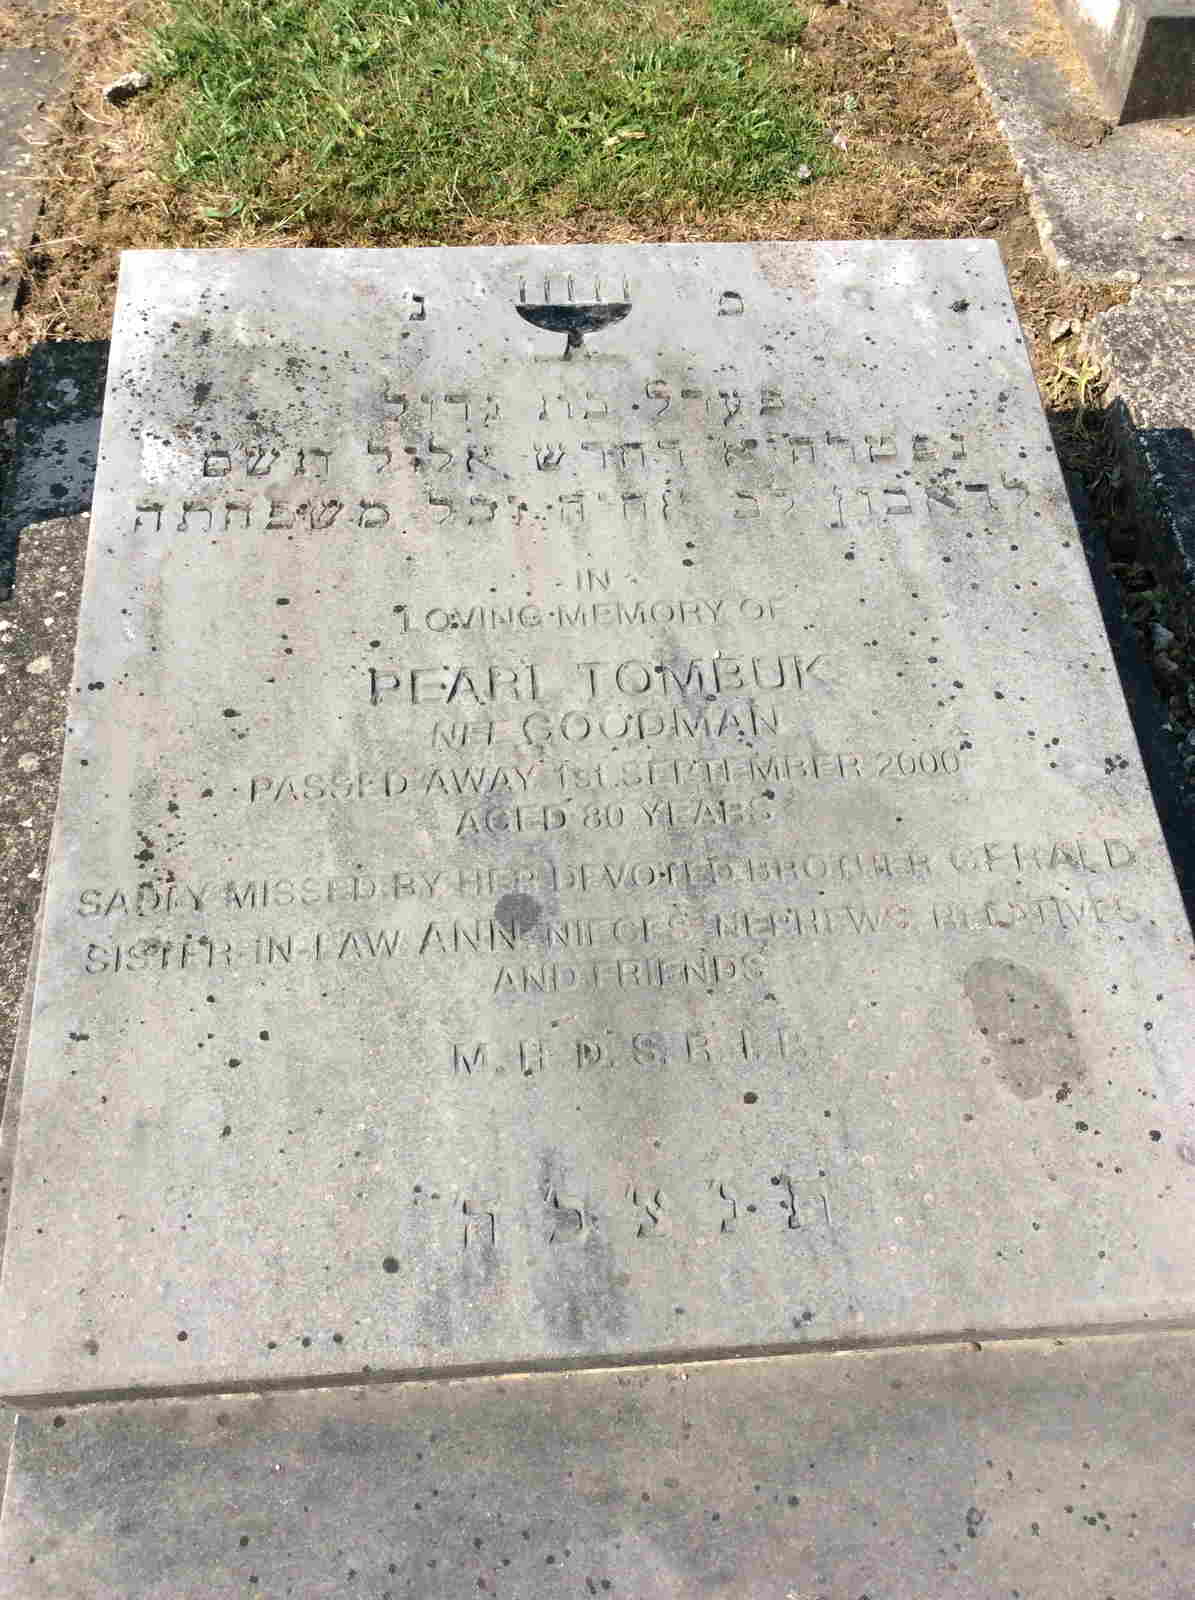 פ נ
פערל בת גדול
נפטרה א' דחדש אלול תש"ס
לדאבון לב אחיה וכל משפחתה
IN
LOVING MEMORY OF
PEARL TOMBUK
NEE GOODMAN
PASSED AWAY 1st SEPTEMBER 2000
AGED 80 YEARS
SADLY MISSED BY HER DEVOTED BROTHER GERALD
SISTER-IN-LAW ANN NIECES NEPHEWS RELATIVES
AND FRIENDS
M.H.D.S.R.I.P.
ת נ צ ב ה